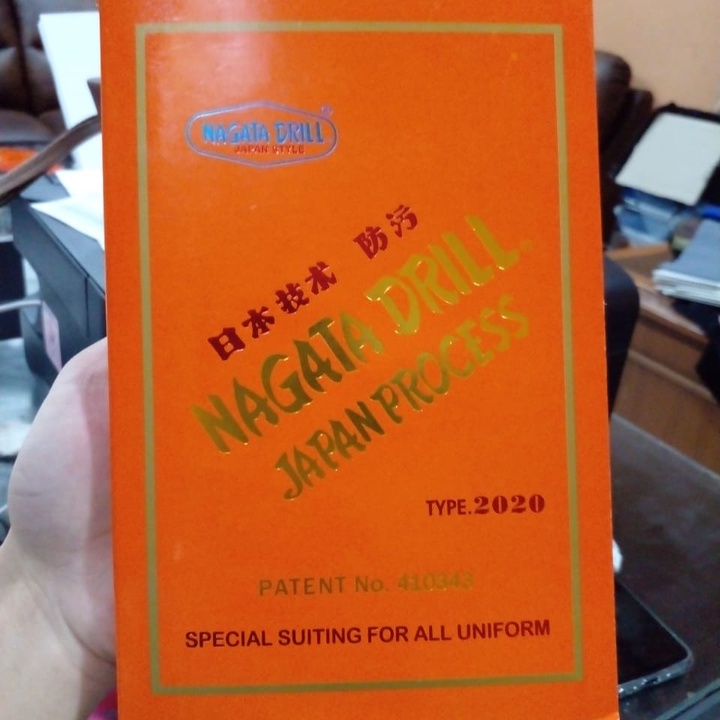 NAGATA DRILL®
JAPAN STYLE
日本技术 防污
NAGATA DRILL®
JAPAN PROCESS
TYPE.2020
PATENT No. 410343
SPECIAL SUITING FOR ALL UNIFORM